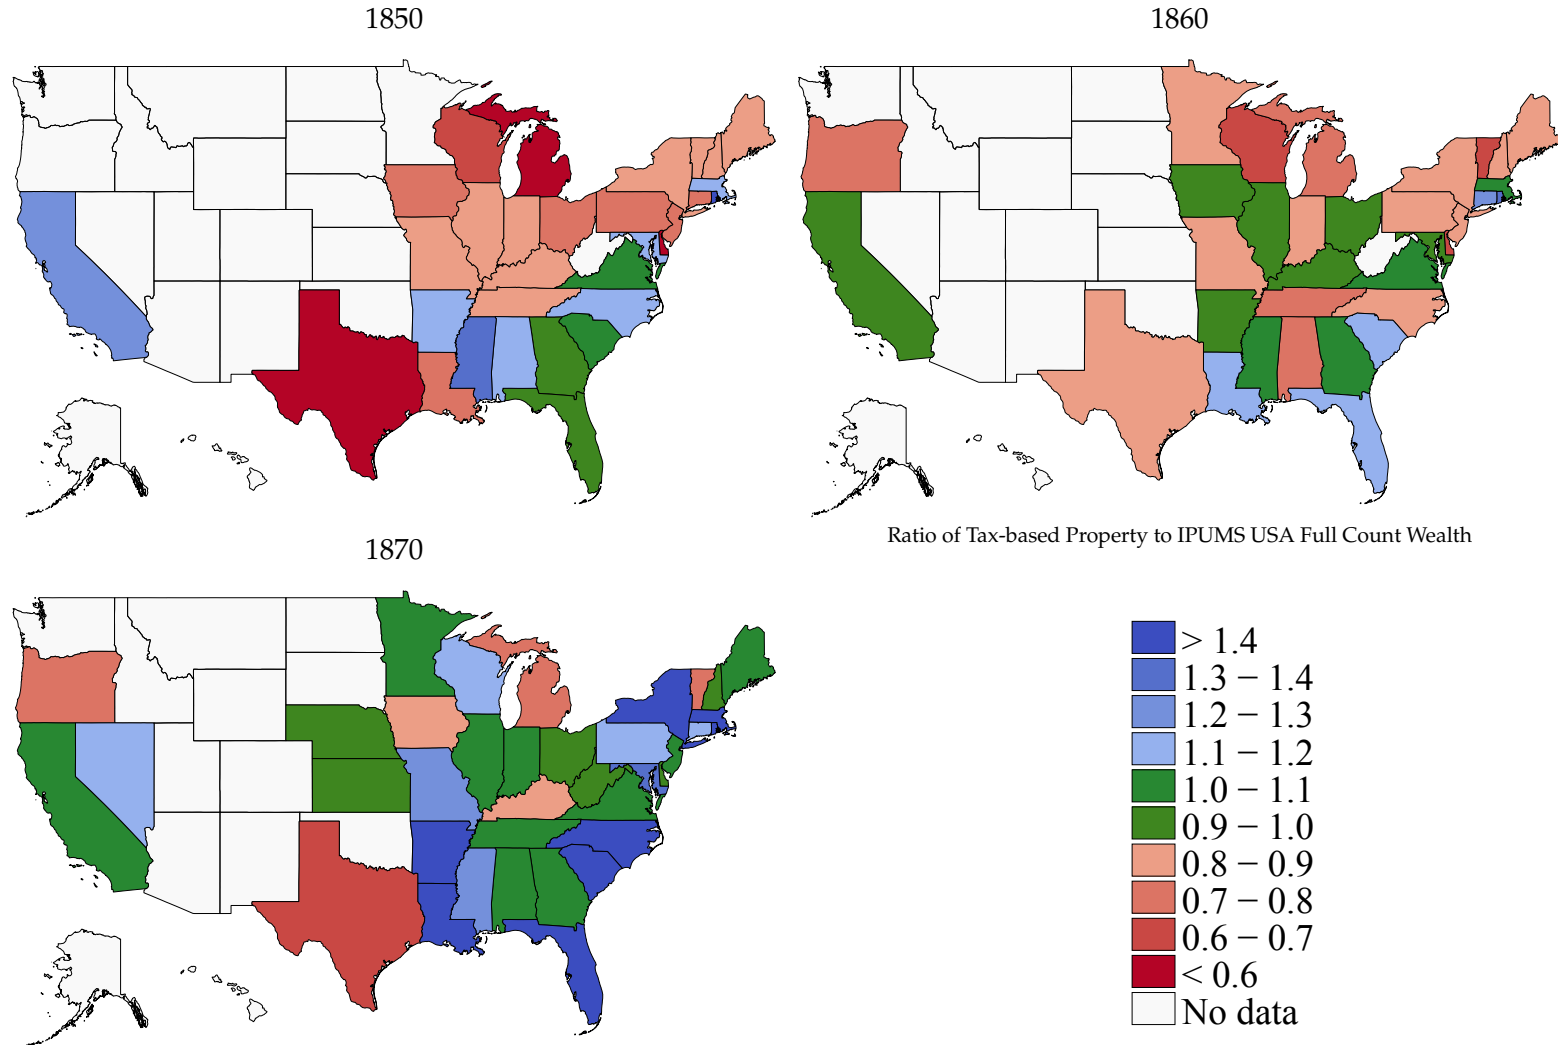 1850
1860
Ratio of Tax-based Property to IPUMS USA Full Count Wealth
1870
> 1.4
1.3 − 1.4
1.2 − 1.3
1.1 − 1.2
1.0 − 1.1
0.9 − 1.0
0.8 − 0.9
0.7 − 0.8
0.6 − 0.7
< 0.6
No data